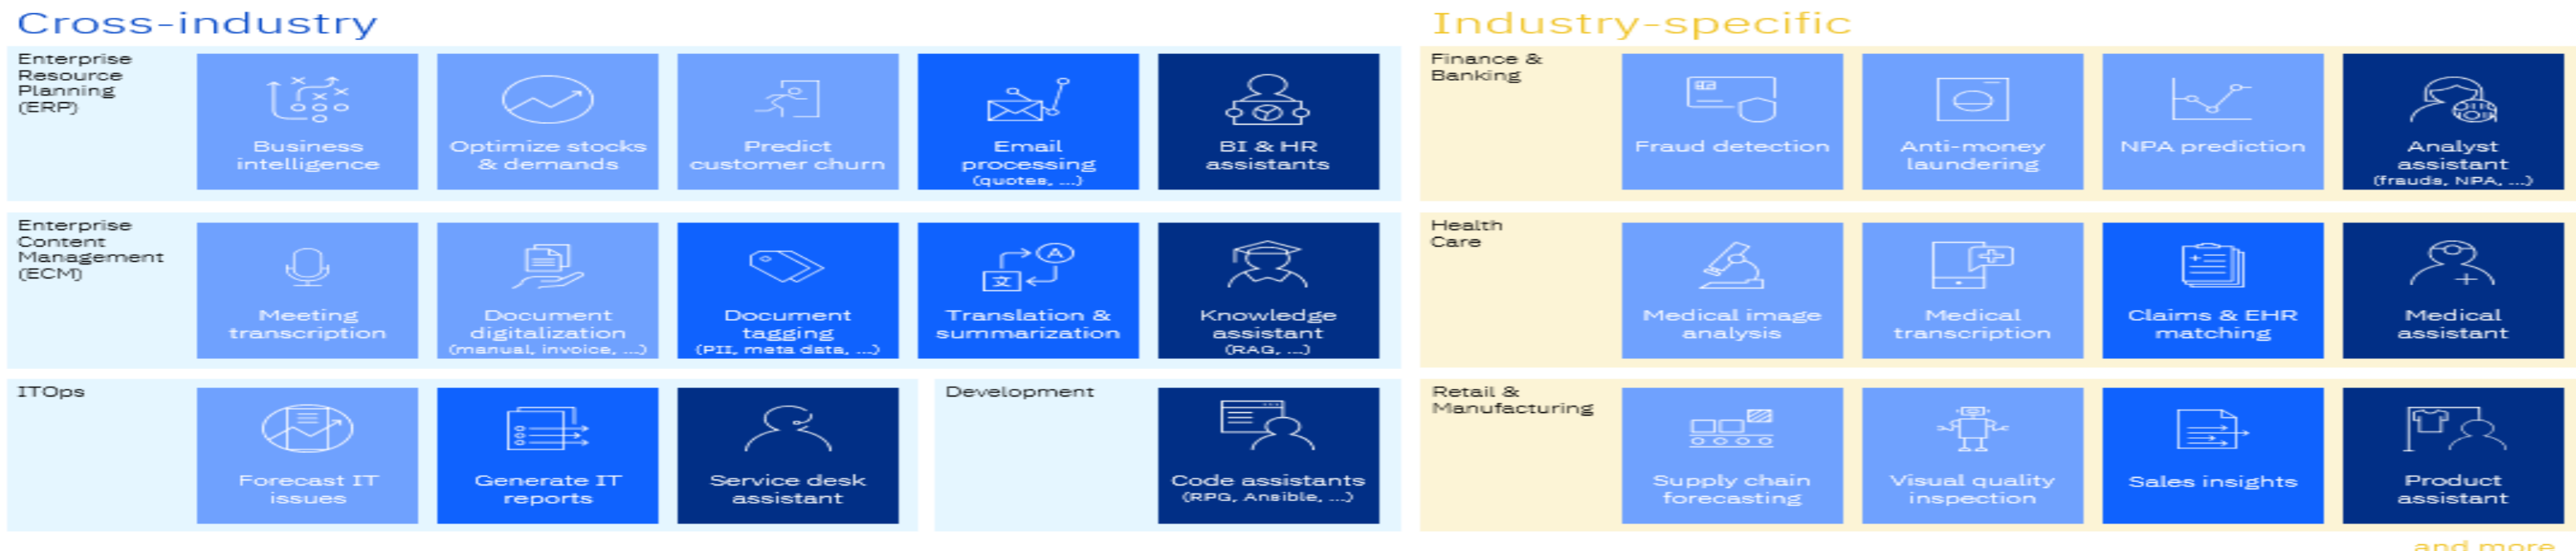 Cross-industry
Enterprise
Resource
Planning
(ERP)
Business
intelligence
Optimize stocks
& demands
Predict
customer churn
Email
processing
(quotes, ...)
BI & HR
assistants
Enterprise
Content
Management
(ECM)
Meeting
transcription
Document
digitalization
(manual, invoice, ...)
Document
tagging
(PII, meta data, ...)
Translation &
summarization
A
文
Knowledge
assistant
(RAG, ...)
ITOps
Forecast IT
issues
Generate IT
reports
Service desk
assistant
Development
Code assistants
(RPG, Ansible, ...)
Industry-specific
Finance &
Banking
Fraud detection
Anti-money
laundering
NPA prediction
Analyst
assistant
(frauds, NPA, ...)
Health
Care
Medical image
analysis
Medical
transcription
Claims & EHR
matching
Medical
assistant
Retail &
Manufacturing
Supply chain
forecasting
Visual quality
inspection
Sales insights
Product
assistant
and more